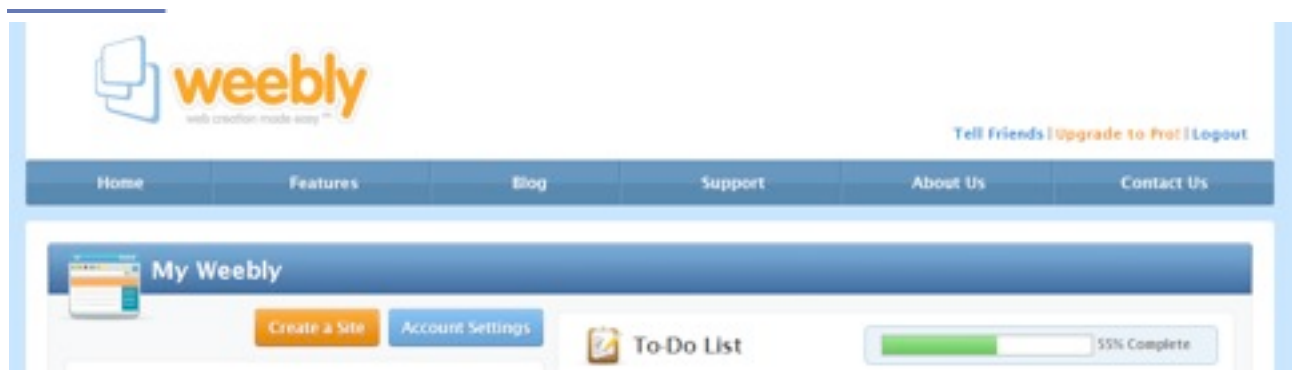 weebly
web creation made easy ℠
Tell Friends | Upgrade to Pro! | Logout
Home Features Blog Support About Us Contact Us
My Weebly
Create a Site Account Settings
To-Do List 55% Complete